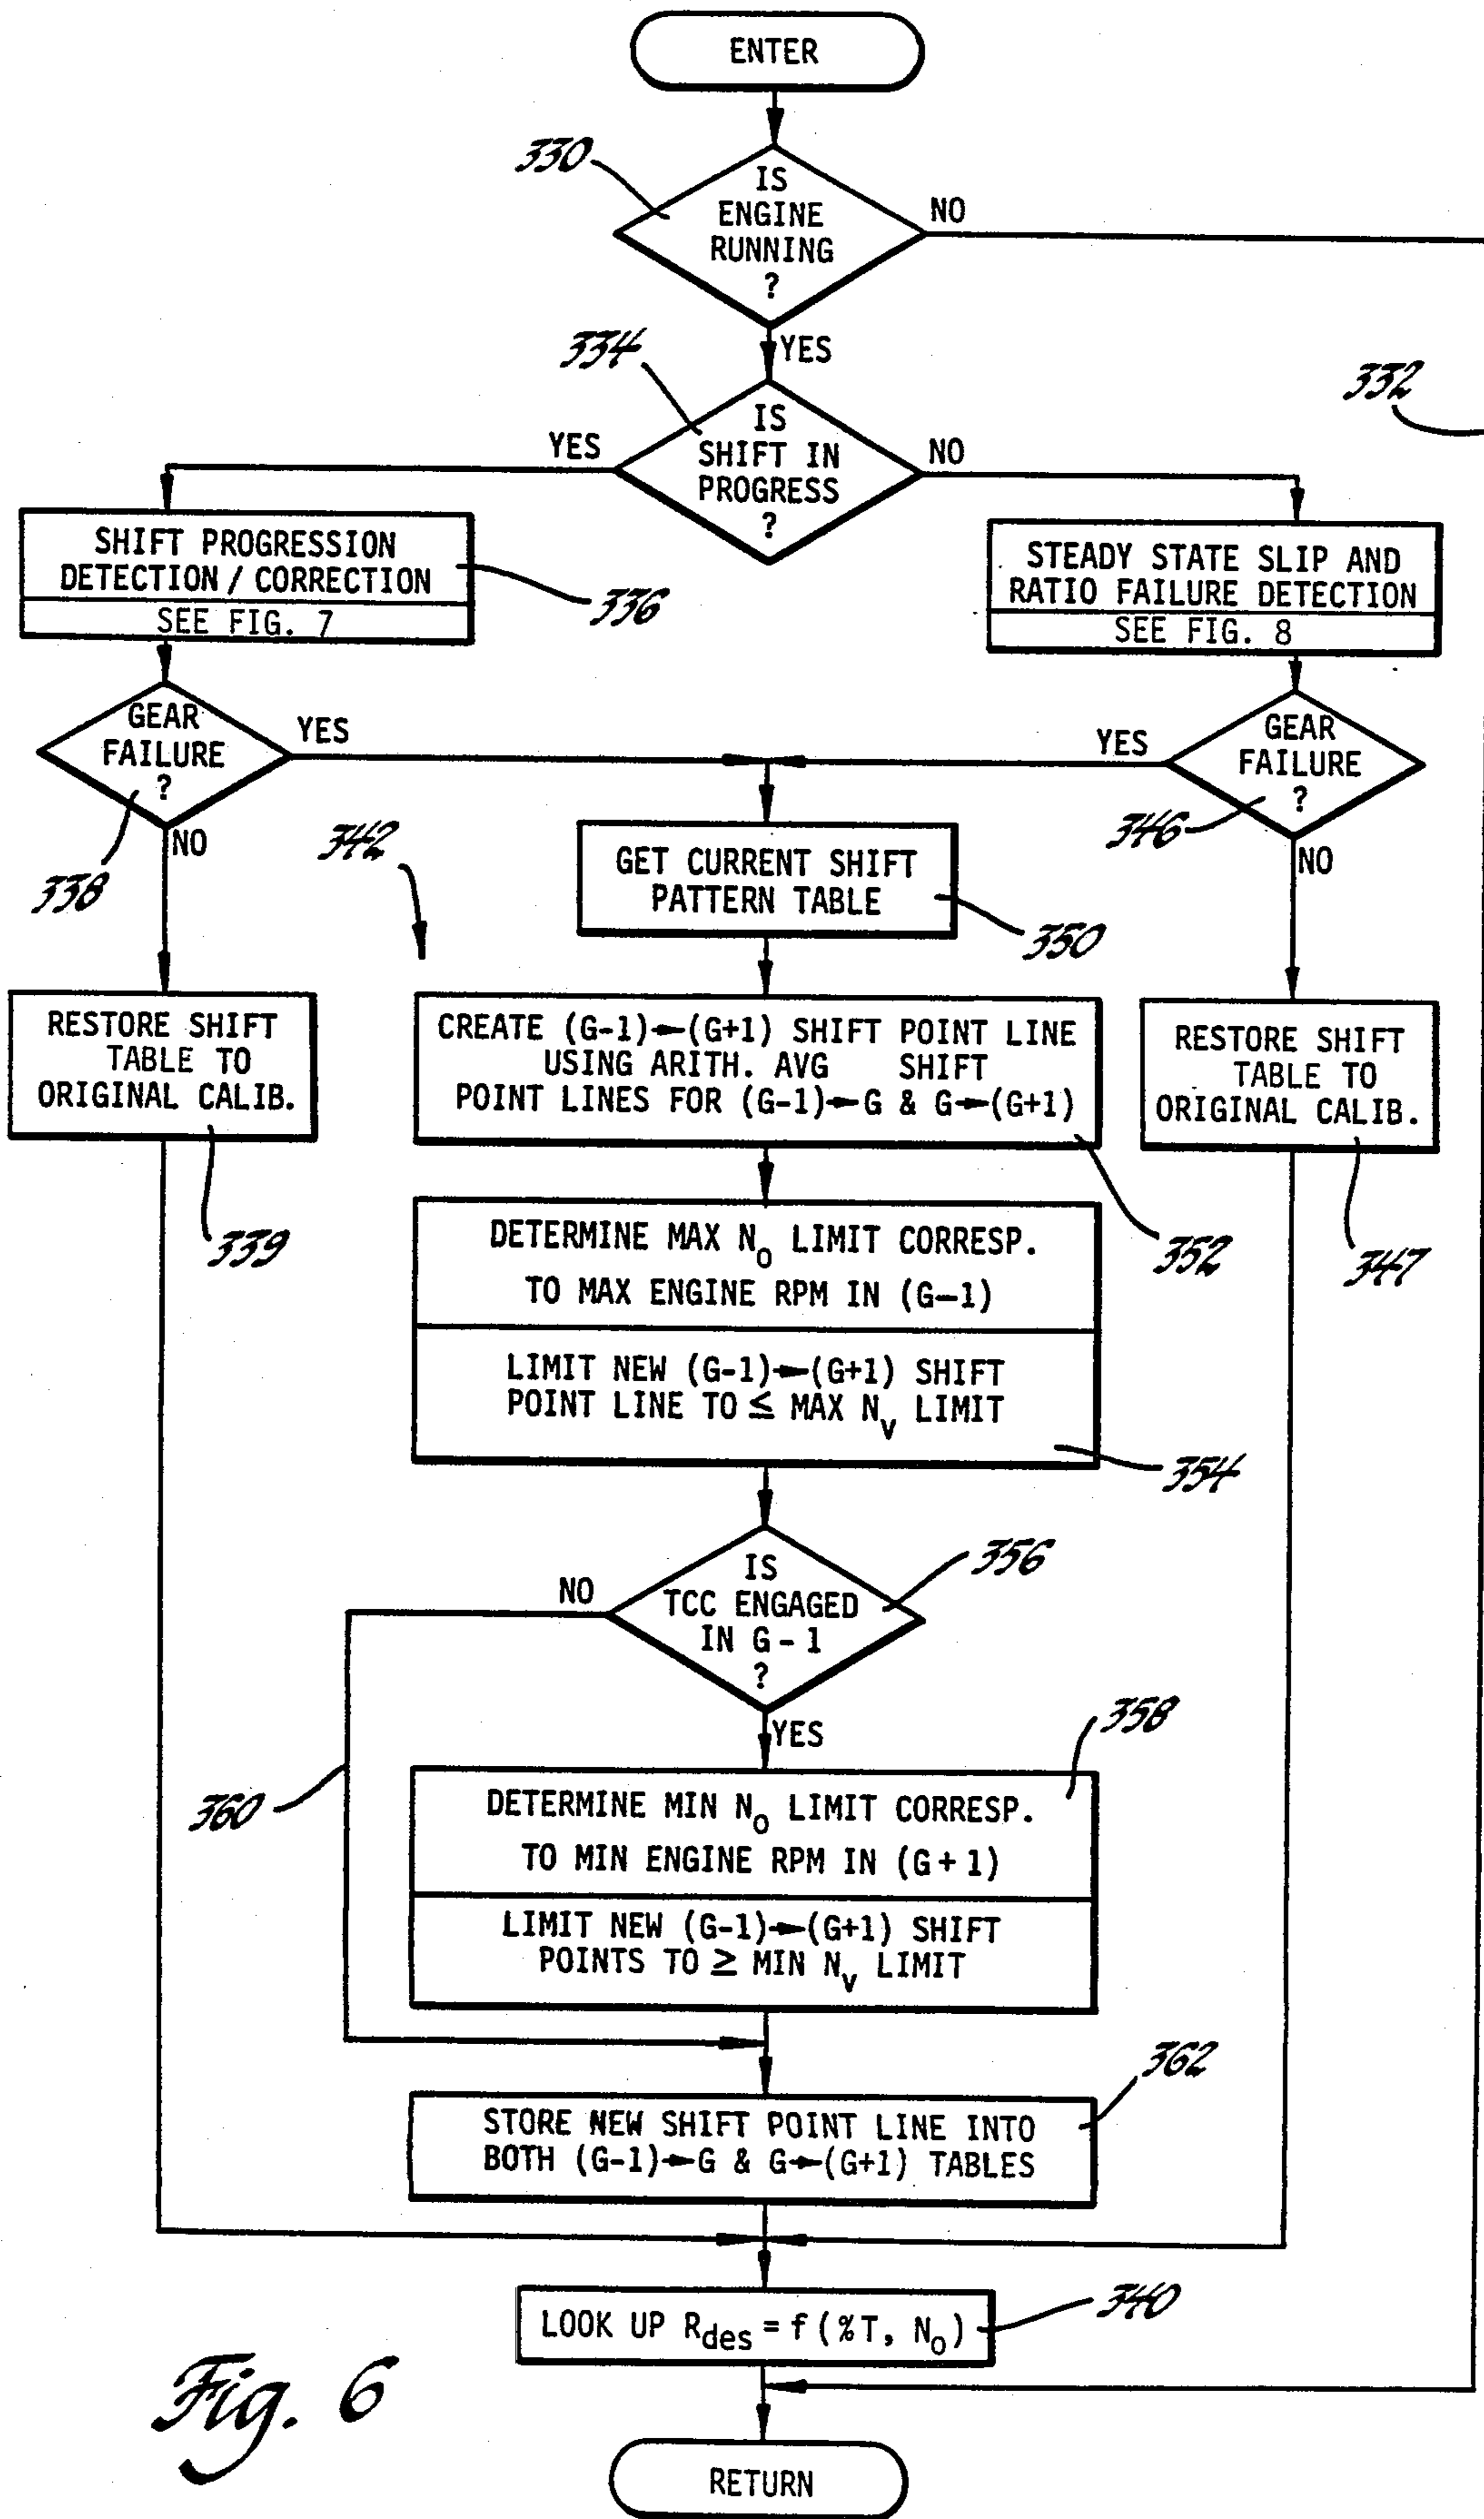 ENTER
330
IS
ENGINE
RUNNING
?
NO
YES
334
332
IS
SHIFT IN
PROGRESS
?
YES
NO
SHIFT PROGRESSION
DETECTION / CORRECTION
SEE FIG. 7
336
STEADY STATE SLIP AND
RATIO FAILURE DETECTION
SEE FIG. 8
GEAR
FAILURE
?
YES
NO
338
342
YES
GEAR
FAILURE
?
346
NO
GET CURRENT SHIFT
PATTERN TABLE
350
RESTORE SHIFT
TABLE TO
ORIGINAL CALIB.
339
CREATE (G-1)→(G+1) SHIFT POINT LINE
USING ARITH. AVG SHIFT
POINT LINES FOR (G-1)→G & G→(G+1)
352
RESTORE SHIFT
TABLE TO
ORIGINAL CALIB.
347
DETERMINE MAX No LIMIT CORRESP.
TO MAX ENGINE RPM IN (G-1)
LIMIT NEW (G-1)→(G+1) SHIFT
POINT LINE TO ≤ MAX Nv LIMIT
354
IS
TCC ENGAGED
IN G-1
?
356
NO
YES
358
360
DETERMINE MIN No LIMIT CORRESP.
TO MIN ENGINE RPM IN (G+1)
LIMIT NEW (G-1)→(G+1) SHIFT
POINTS TO ≥ MIN Nv LIMIT
362
STORE NEW SHIFT POINT LINE INTO
BOTH (G-1)→G & G→(G+1) TABLES
340
LOOK UP Rdes = f (%T, No)
Fig. 6
RETURN